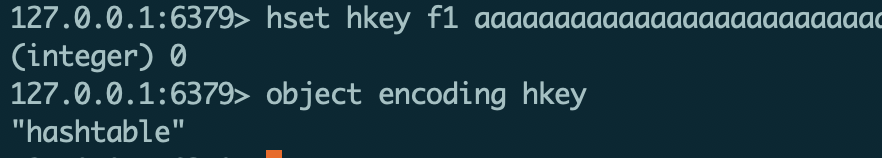 127.0.0.1:6379> hset hkey f1 aaaaaaaaaaaaaaaaaaaaaaaaaa
(integer) 0
127.0.0.1:6379> object encoding hkey
"hashtable"